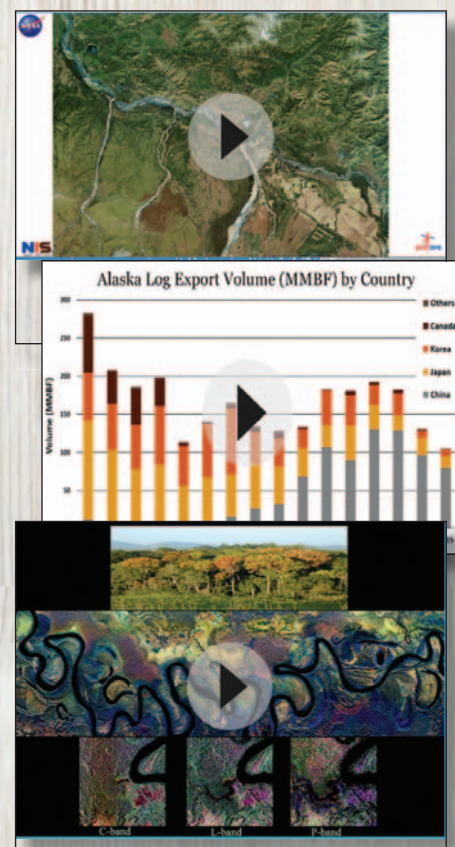 NASA
NIS
Alaska Log Export Volume (MMBF) by Country
Volume (MMBF)
300
250
200
150
100
50
Others
Canada
Korea
Japan
China
C-band
L-band
P-band